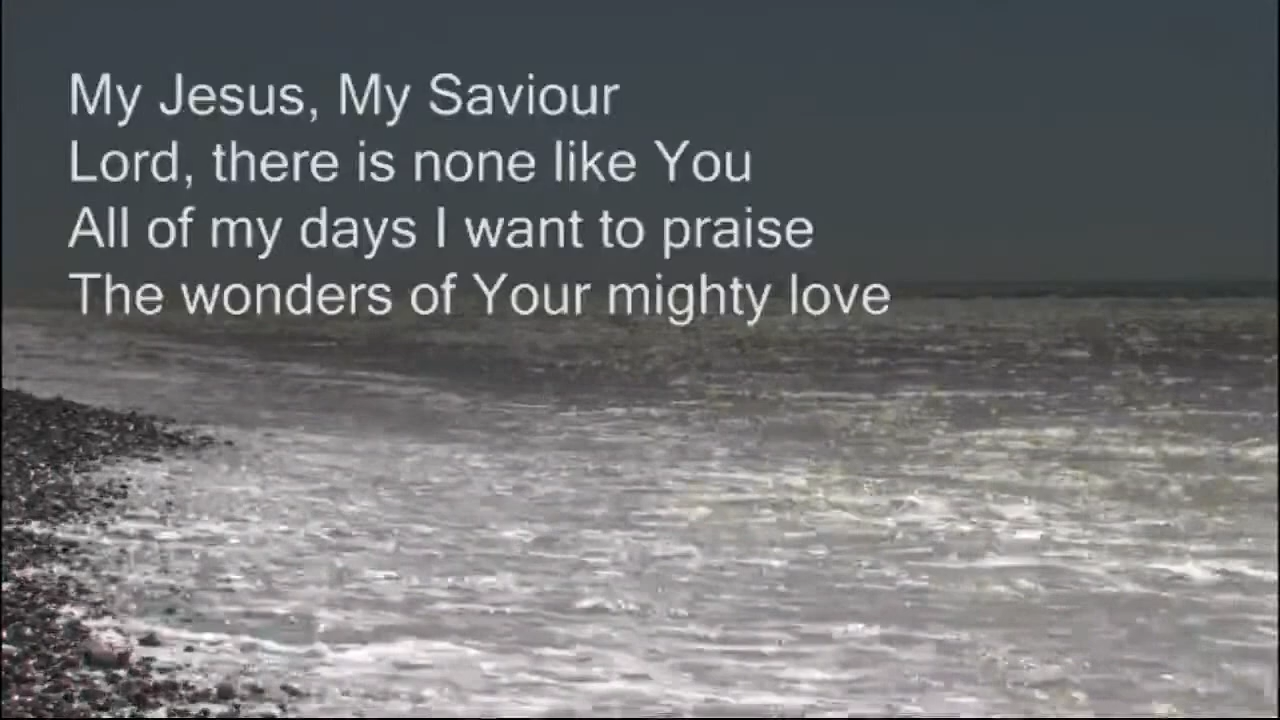 My Jesus, My Saviour
Lord, there is none like You
All of my days I want to praise
The wonders of Your mighty love